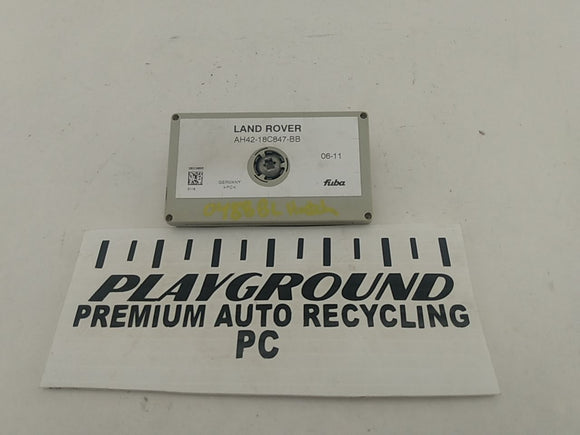 LAND ROVER
AH42-18C847-BB
06-11
GERMANY
fuba
PLAYGROUND
PREMIUM AUTO RECYCLING
PC